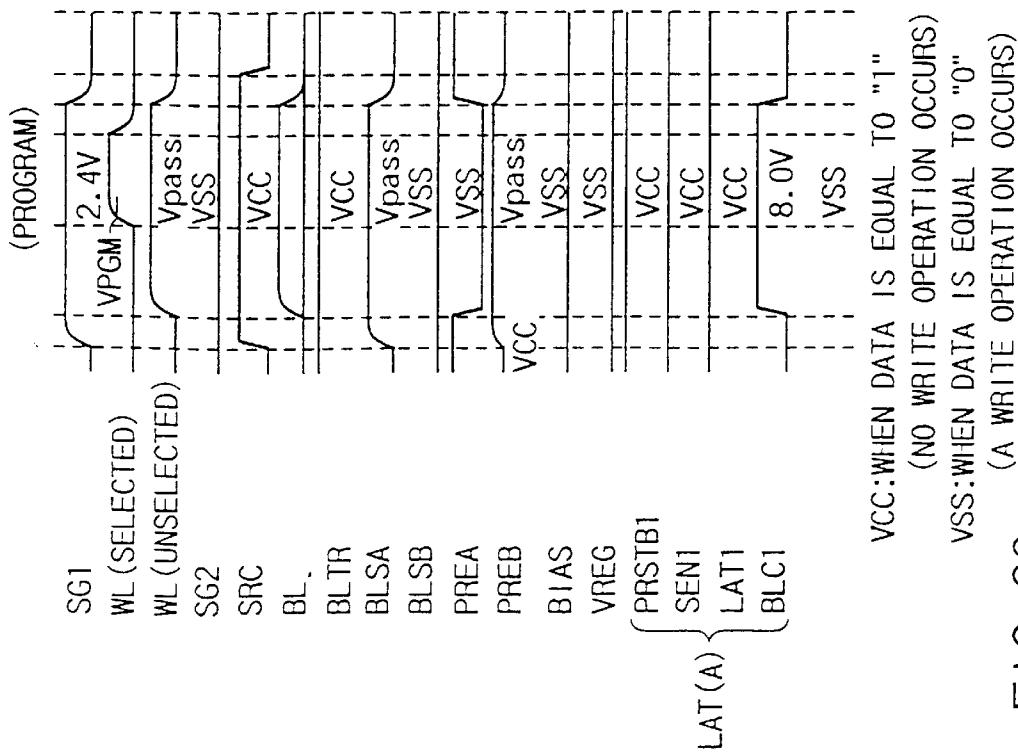 (PROGRAM)
SG1 2.4V
WL(SELECTED) VPGM
WL(UNSELECTED) Vpass
SG2 VSS
SRC VCC
BL.
BLTR VCC
BLSA Vpass
BLSB VSS
PREA VSS
PREB VCC Vpass
BIAS VSS
VREG VSS
PRSTB1 VCC
SEN1 VCC
LAT(A)
LAT1 VCC
BLC1 8.0V
VSS
VCC:WHEN DATA IS EQUAL TO "1"
(NO WRITE OPERATION OCCURS)
VSS:WHEN DATA IS EQUAL TO "0"
(A WRITE OPERATION OCCURS)